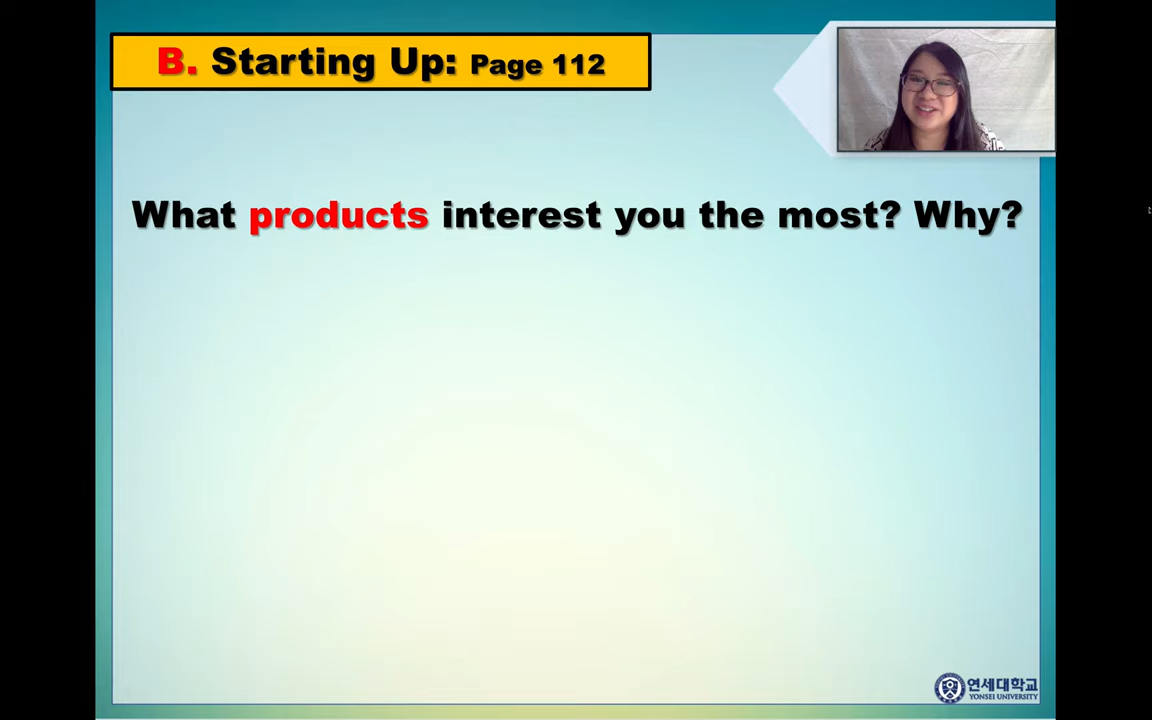 B. Starting Up: Page 112
What products interest you the most? Why?
연세대학교
YONSEI UNIVERSITY